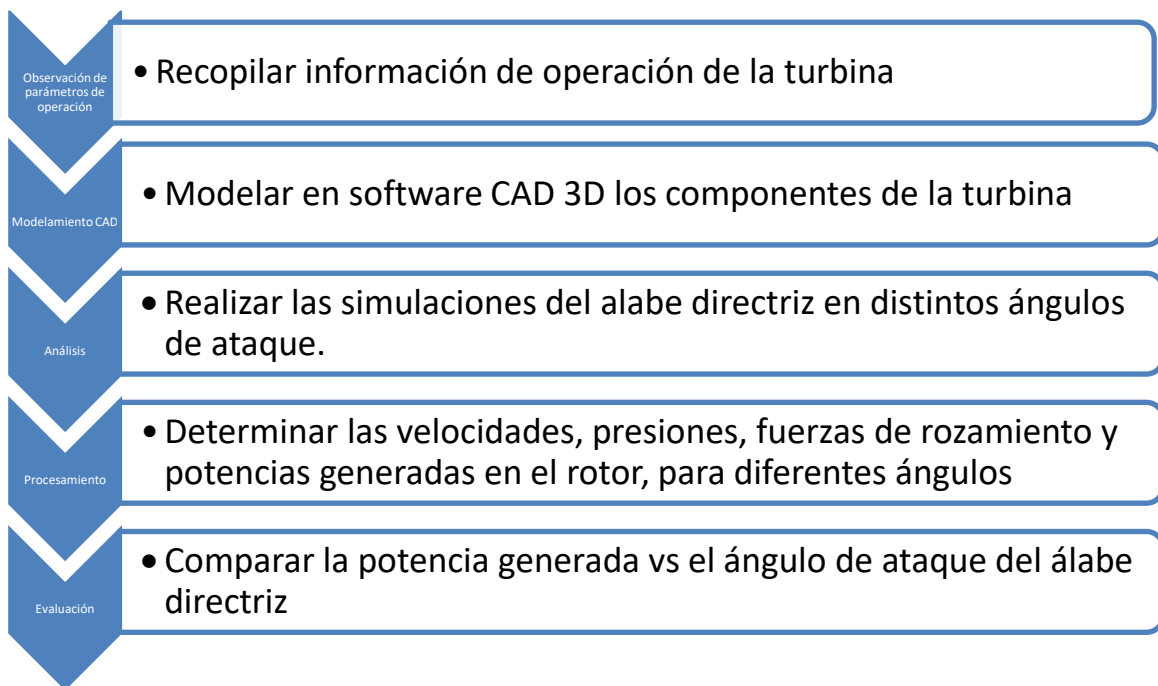 Observación de
parámetros de
operación
• Recopilar información de operación de la turbina
Modelamiento CAD
• Modelar en software CAD 3D los componentes de la turbina
Análisis
• Realizar las simulaciones del alabe directriz en distintos ángulos
de ataque.
Procesamiento
• Determinar las velocidades, presiones, fuerzas de rozamiento y
potencias generadas en el rotor, para diferentes ángulos
Evaluación
• Comparar la potencia generada vs el ángulo de ataque del álabe
directriz